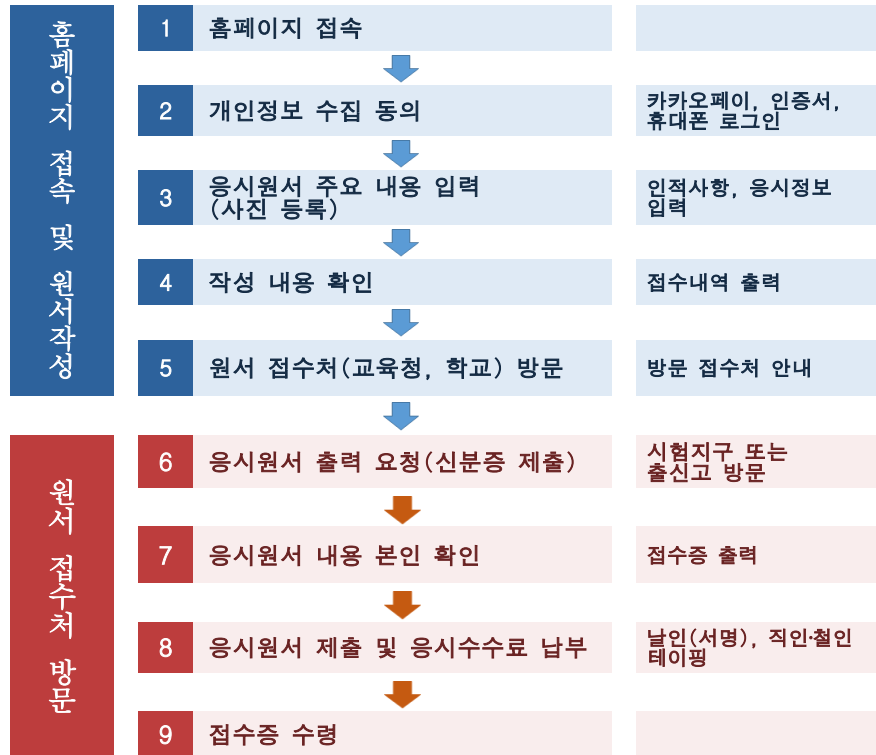 홈페이지 접속 및 원서작성
1 홈페이지 접속
2 개인정보 수집 동의
카카오페이, 인증서,
휴대폰 로그인
3 응시원서 주요 내용 입력
(사진 등록)
인적사항, 응시정보
입력
4 작성 내용 확인
접수내역 출력
5 원서 접수처(교육청, 학교) 방문
방문 접수처 안내
원서 접수처 방문
6 응시원서 출력 요청(신분증 제출)
시험지구 또는
출신고 방문
7 응시원서 내용 본인 확인
접수증 출력
8 응시원서 제출 및 응시수수료 납부
날인(서명), 직인·철인
테이핑
9 접수증 수령